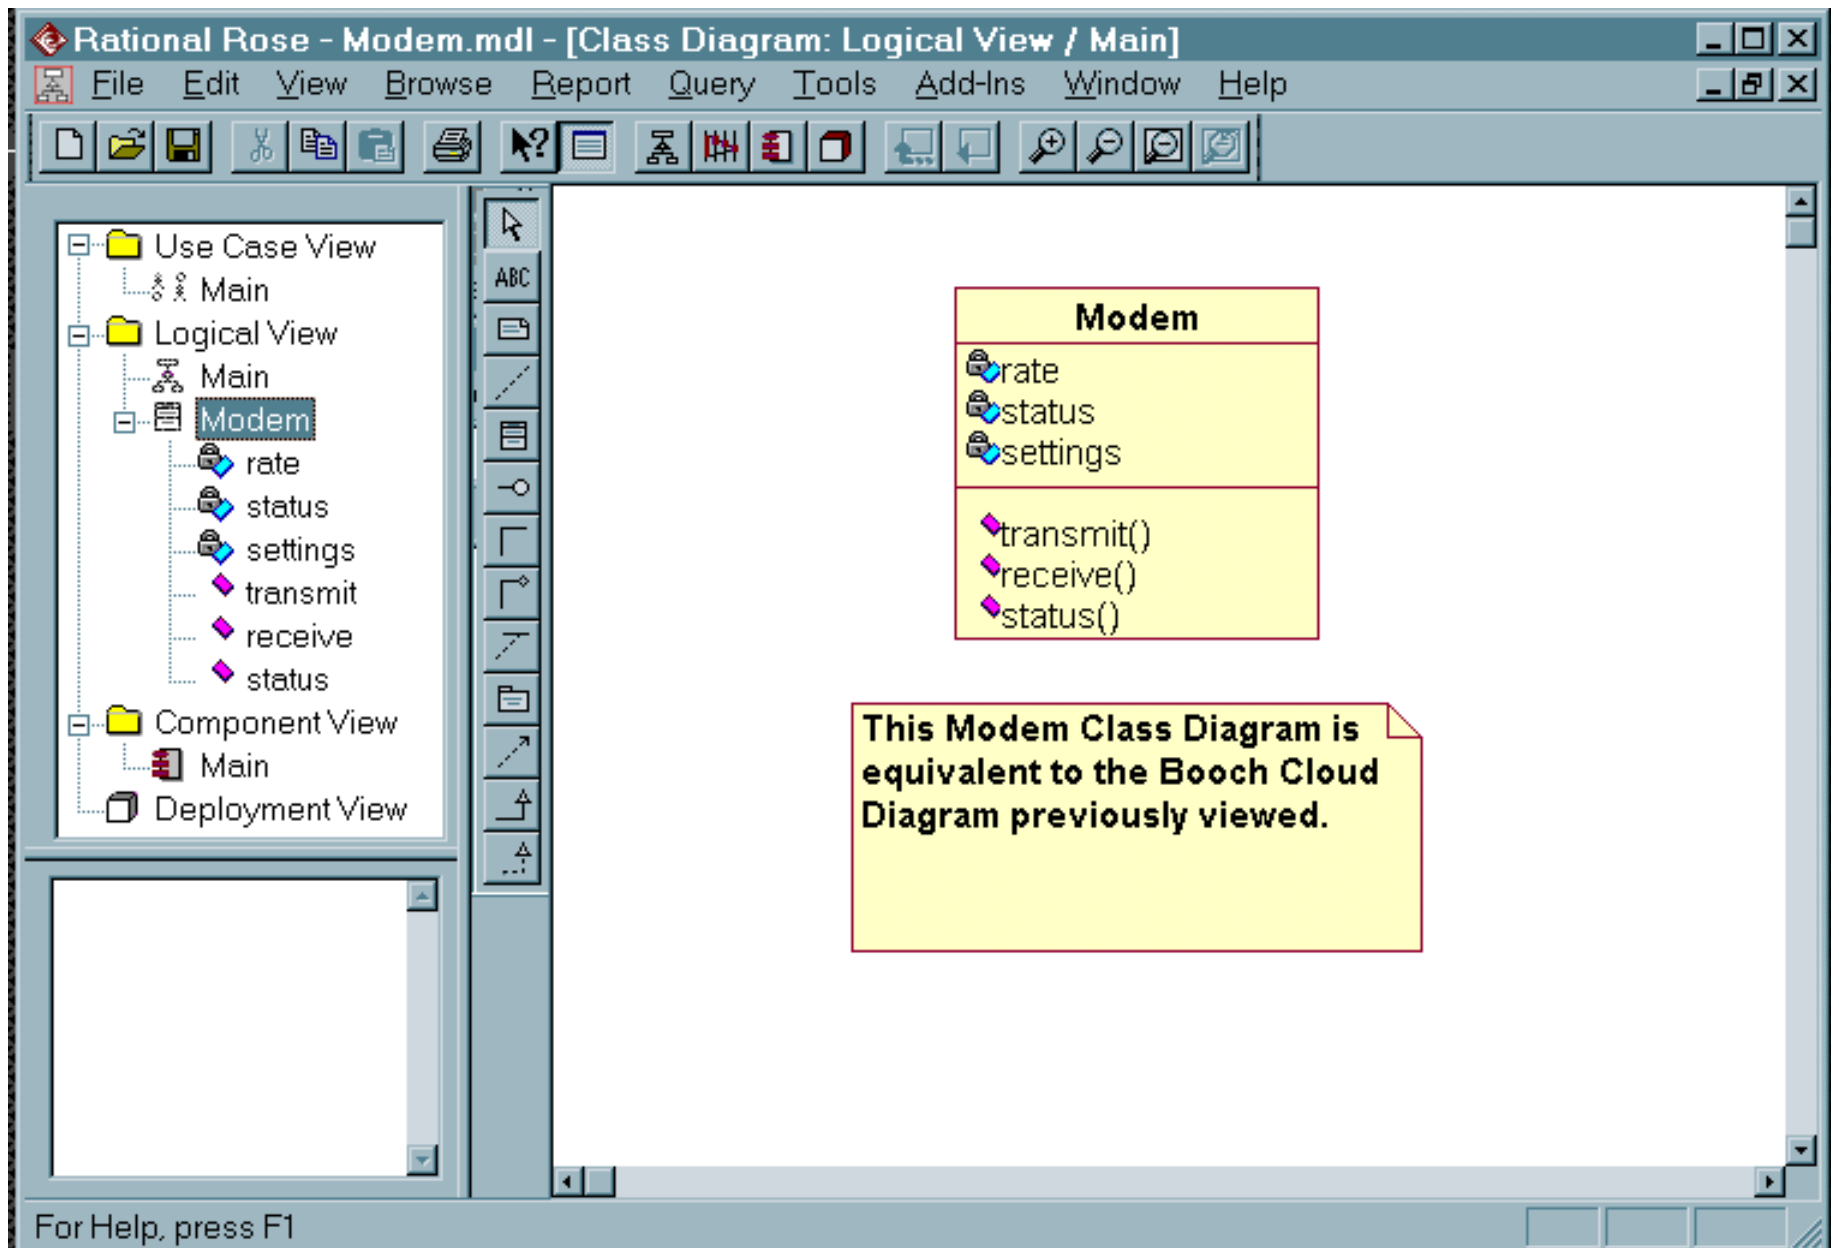 Rational Rose - Modem.mdl - [Class Diagram: Logical View / Main]
File Edit View Browse Report Query Tools Add-Ins Window Help
Use Case View
Main
Logical View
Main
Modem
rate
status
settings
transmit
receive
status
Component View
Main
Deployment View
ABC
Modem
rate
status
settings
transmit()
receive()
status()
This Modem Class Diagram is
equivalent to the Booch Cloud
Diagram previously viewed.
For Help, press F1